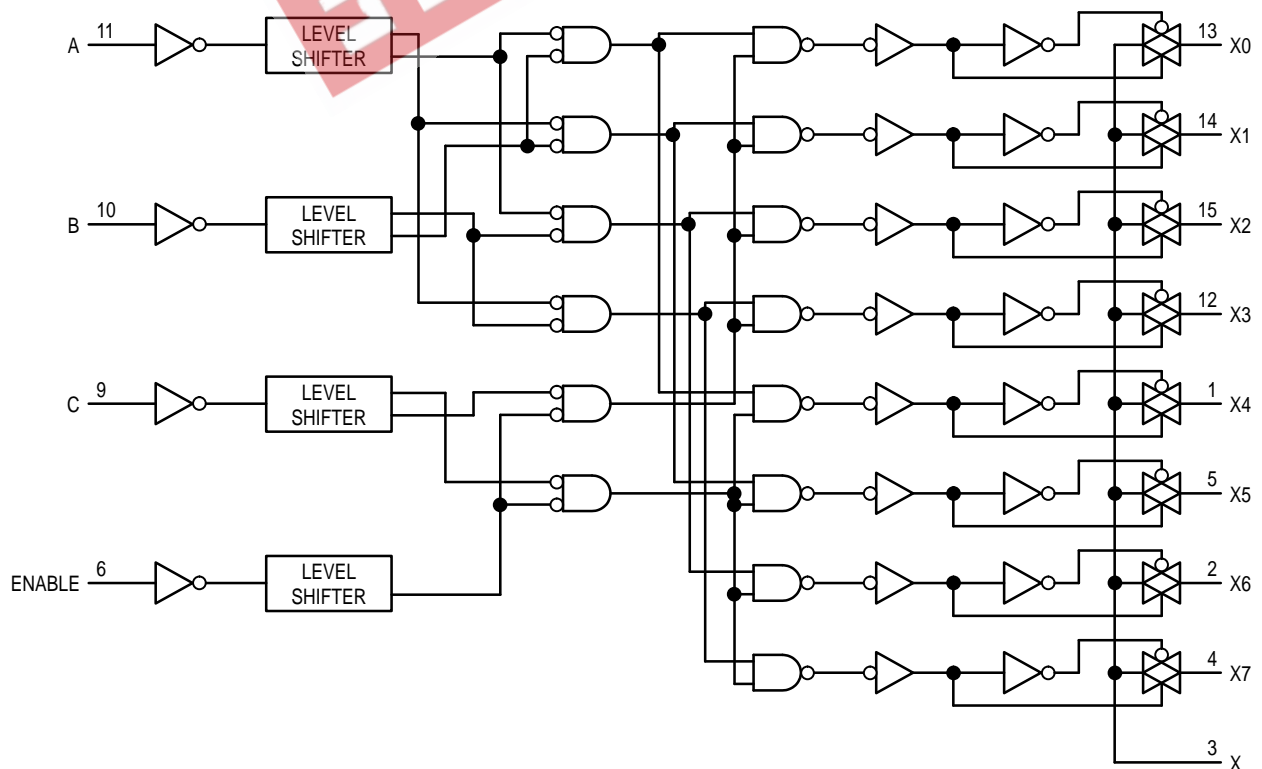 A 11 LEVEL SHIFTER 13 X0
14 X1
B 10 LEVEL SHIFTER 15 X2
12 X3
C 9 LEVEL SHIFTER 1 X4
5 X5
ENABLE 6 LEVEL SHIFTER 2 X6
4 X7
3 X